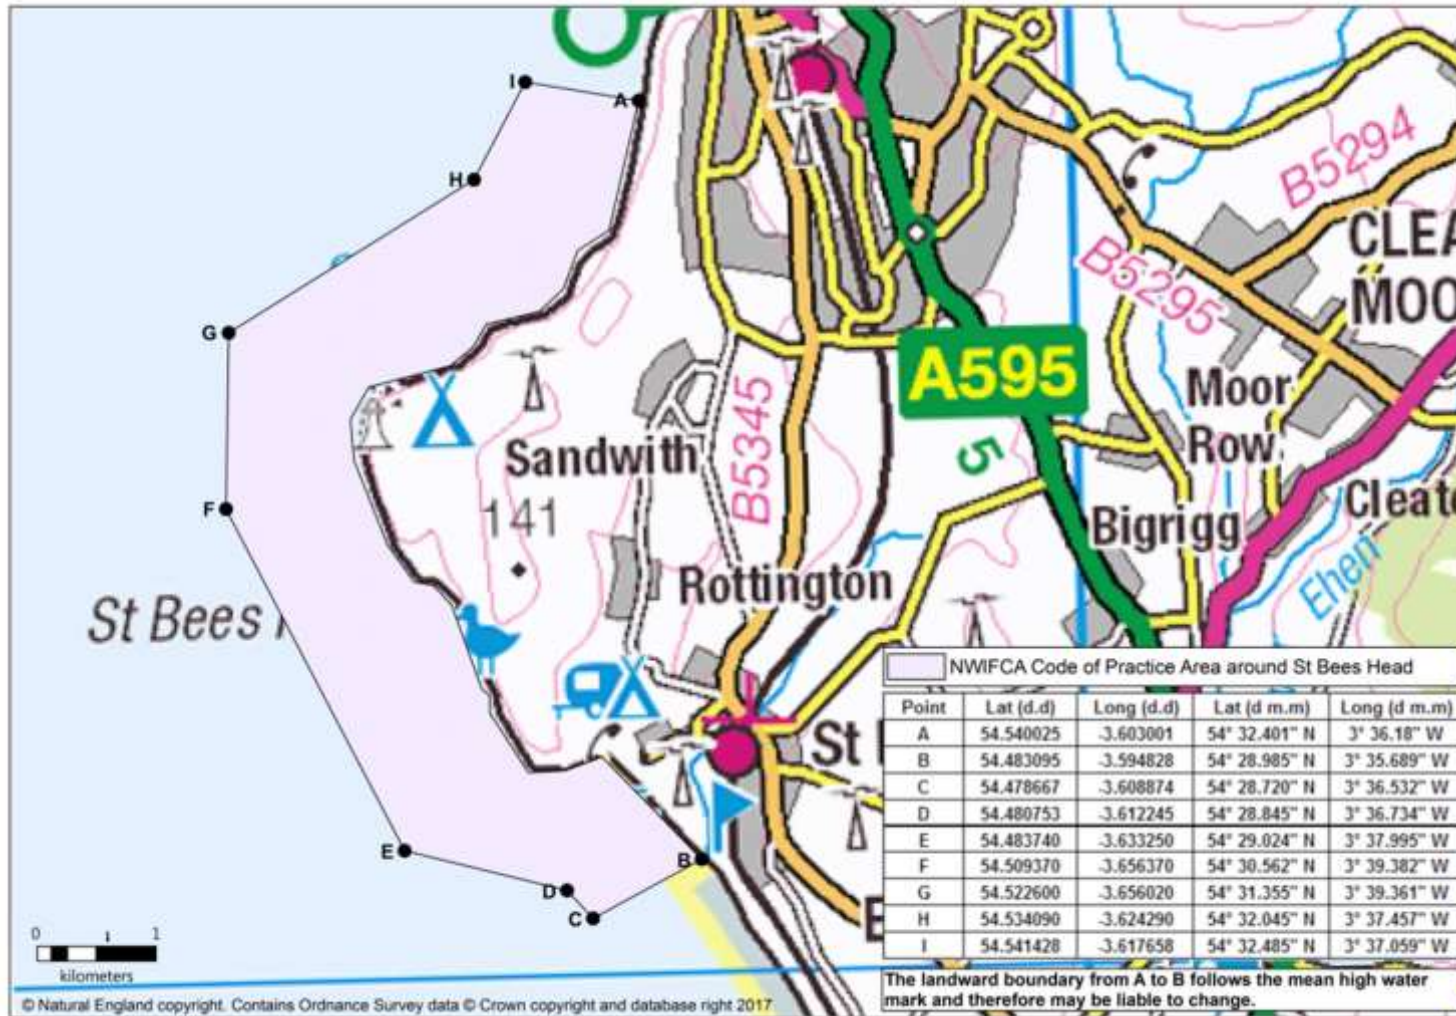 I
A
H
G
F
E
D
C
B
B5294
CLEA
MOO
B5295
A595
Moor
Row
5
B5345
Sandwith
141
Bigrigg
Cleat
Ehen
Rottington
St Bees
St
NWIFCA Code of Practice Area around St Bees Head
Point Lat (d.d) Long (d.d) Lat (d m.m) Long (d m.m)
A 54.540025 -3.603001 54° 32.401" N 3° 36.18" W
B 54.483095 -3.594828 54° 28.985" N 3° 35.689" W
C 54.478667 -3.608874 54° 28.720" N 3° 36.532" W
D 54.480753 -3.612245 54° 28.845" N 3° 36.734" W
E 54.483740 -3.633250 54° 29.024" N 3° 37.995" W
F 54.509370 -3.656370 54° 30.562" N 3° 39.382" W
G 54.522600 -3.656020 54° 31.355" N 3° 39.361" W
H 54.534090 -3.624290 54° 32.045" N 3° 37.457" W
I 54.541428 -3.617658 54° 32.485" N 3° 37.059" W
The landward boundary from A to B follows the mean high water
mark and therefore may be liable to change.
0 1 1
kilometers
© Natural England copyright. Contains Ordnance Survey data © Crown copyright and database right 2017